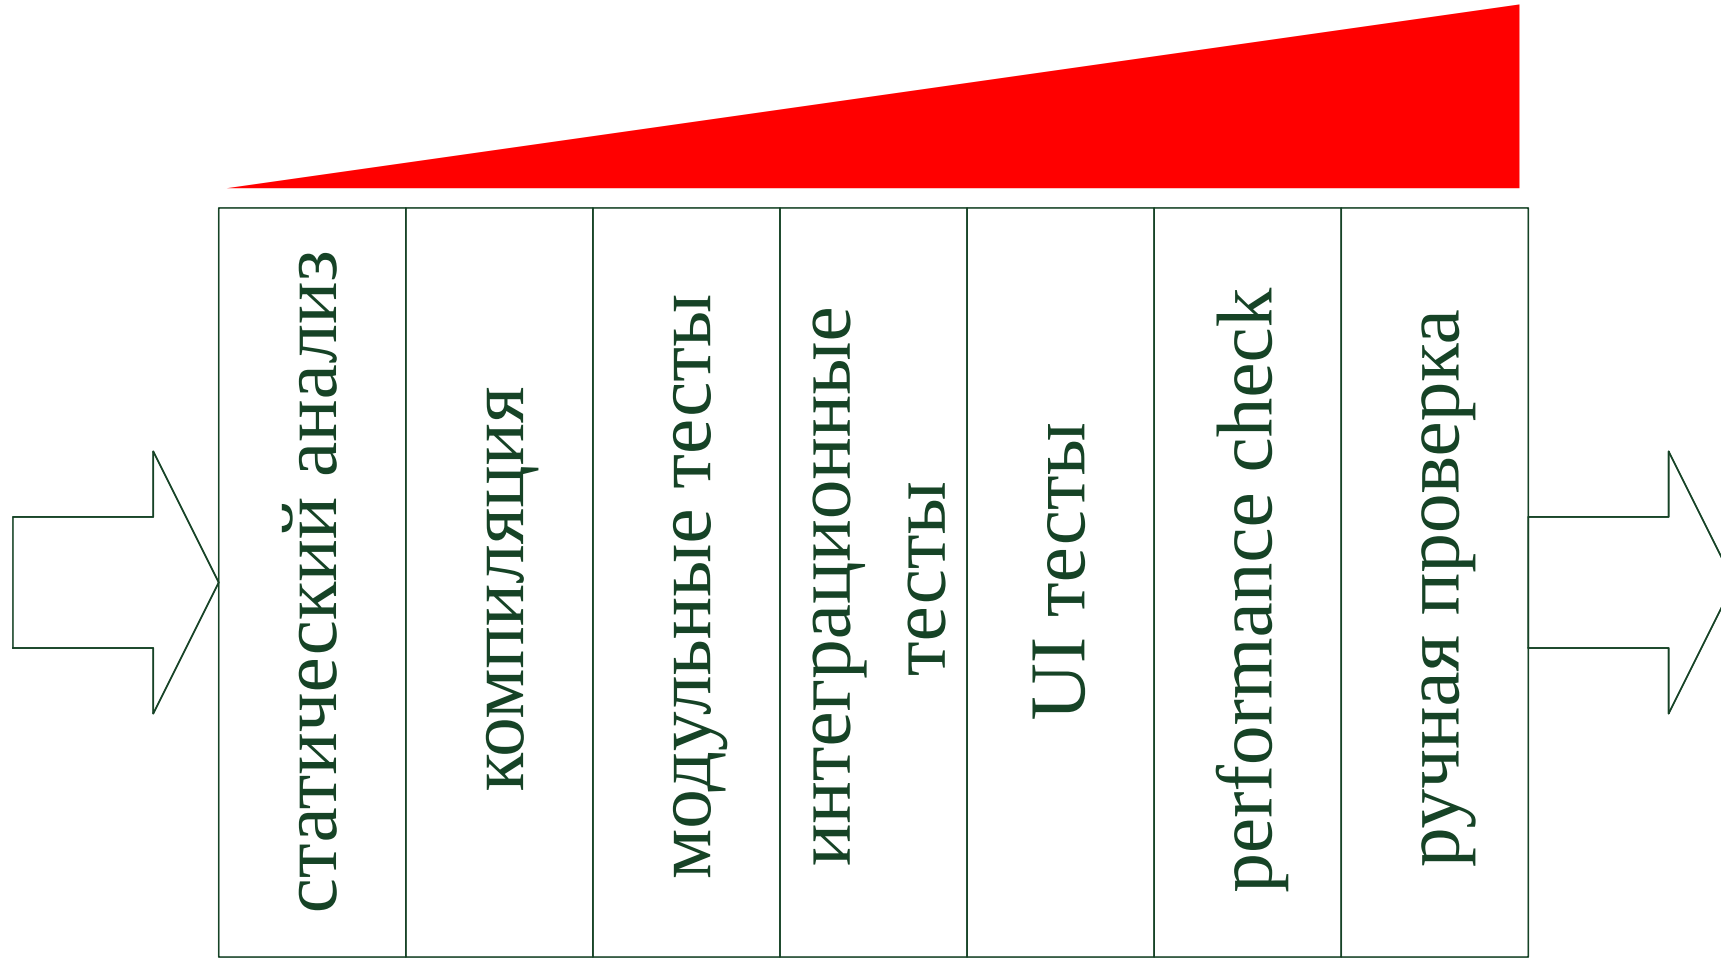 статический анализ
компиляция
модульные тесты
интеграционные
тесты
UI тесты
performance check
ручная проверка